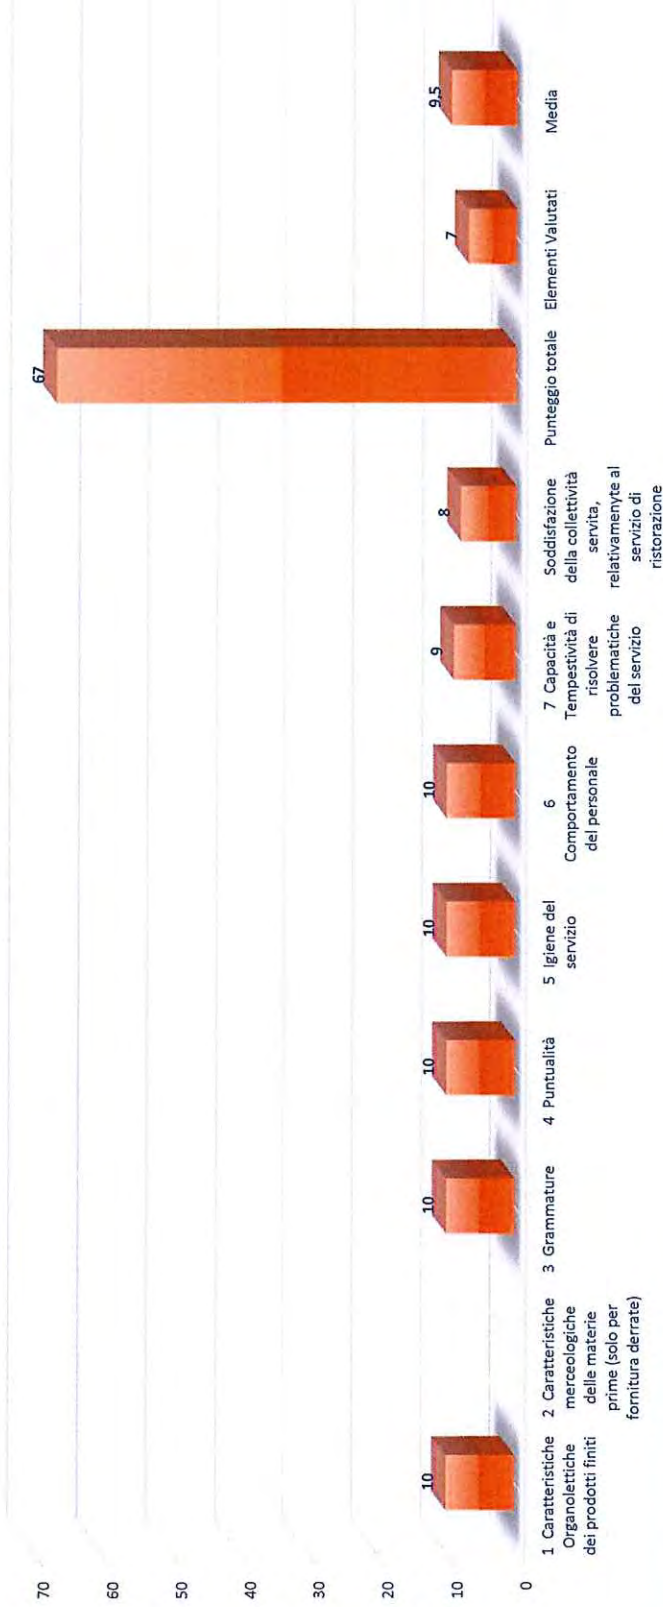 70
60
50
40
30
20
10
0
10
10
10
10
10
9
8
67
7
9,5
1 Caratteristiche
Organolettiche
dei prodotti finiti
2 Caratteristiche
merceologiche
delle materie
prime (solo per
fornitura derrate)
3 Grammature
4 Puntualità
5 Igiene del
servizio
6
Comportamento
del personale
7 Capacità e
Tempestività di
risolvere
problematiche
del servizio
Soddisfazione
della collettività
servita,
relativamenyte al
servizio di
ristorazione
Punteggio totale
Elementi Valutati
Media